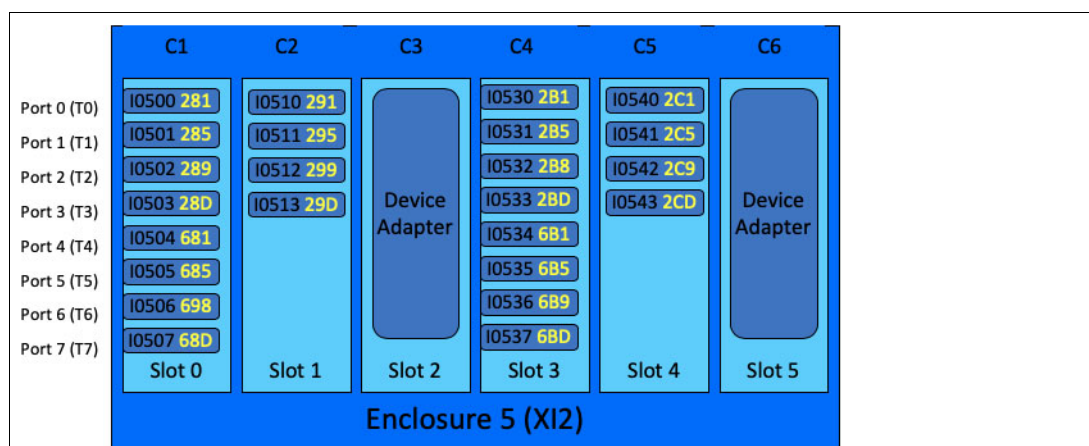 C1 C2 C3 C4 C5 C6
Port 0 (T0) I0500 281 I0510 291 I0530 2B1 I0540 2C1
Port 1 (T1) I0501 285 I0511 295 I0531 2B5 I0541 2C5
Port 2 (T2) I0502 289 I0512 299 I0532 2B8 I0542 2C9
Port 3 (T3) I0503 28D I0513 29D Device I0533 2BD I0543 2CD Device
Port 4 (T4) I0504 681 Adapter I0534 6B1 Adapter
Port 5 (T5) I0505 685 I0535 6B5
Port 6 (T6) I0506 698 I0536 6B9
Port 7 (T7) I0507 68D I0537 6BD
Slot 0 Slot 1 Slot 2 Slot 3 Slot 4 Slot 5
Enclosure 5 (XI2)